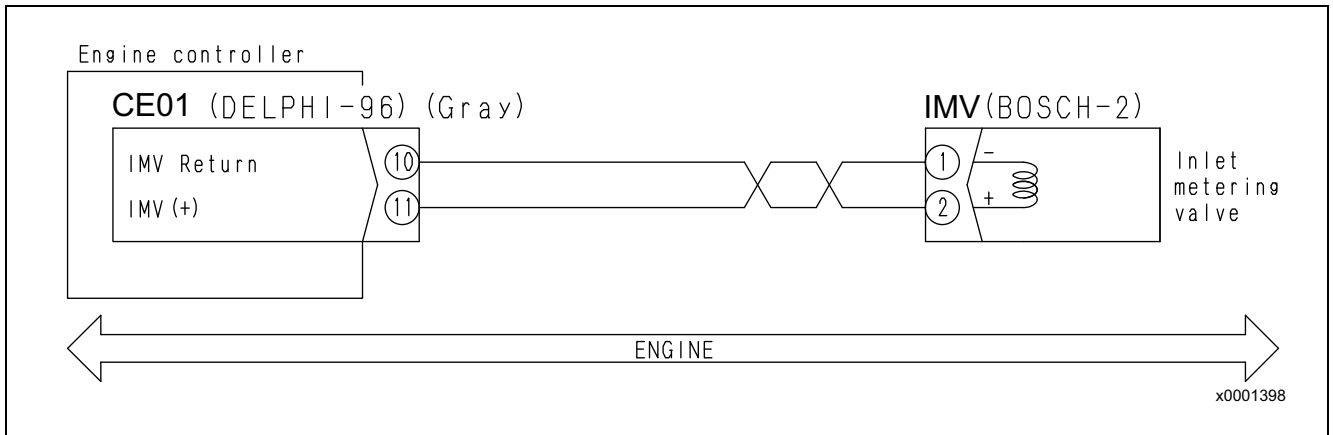 Engine controller
CE01 (DELPHI-96) (Gray)
IMV (BOSCH-2)
IMV Return
10
1
-
Inlet
metering
valve
IMV (+)
11
2
+
ENGINE
x0001398